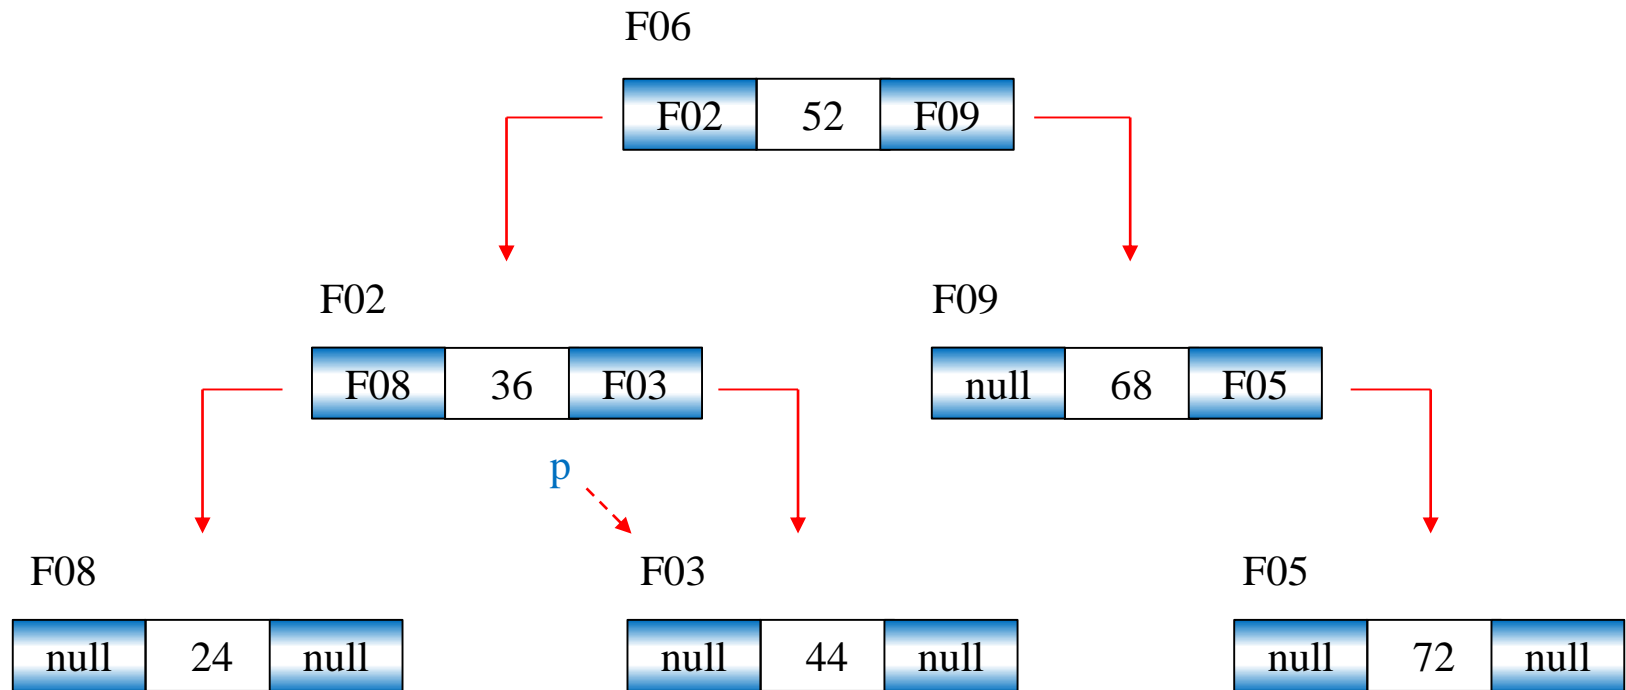 F06
F02 52 F09
F02 F09
F08 36 F03 null 68 F05
p
F08 F03 F05
null 24 null null 44 null null 72 null